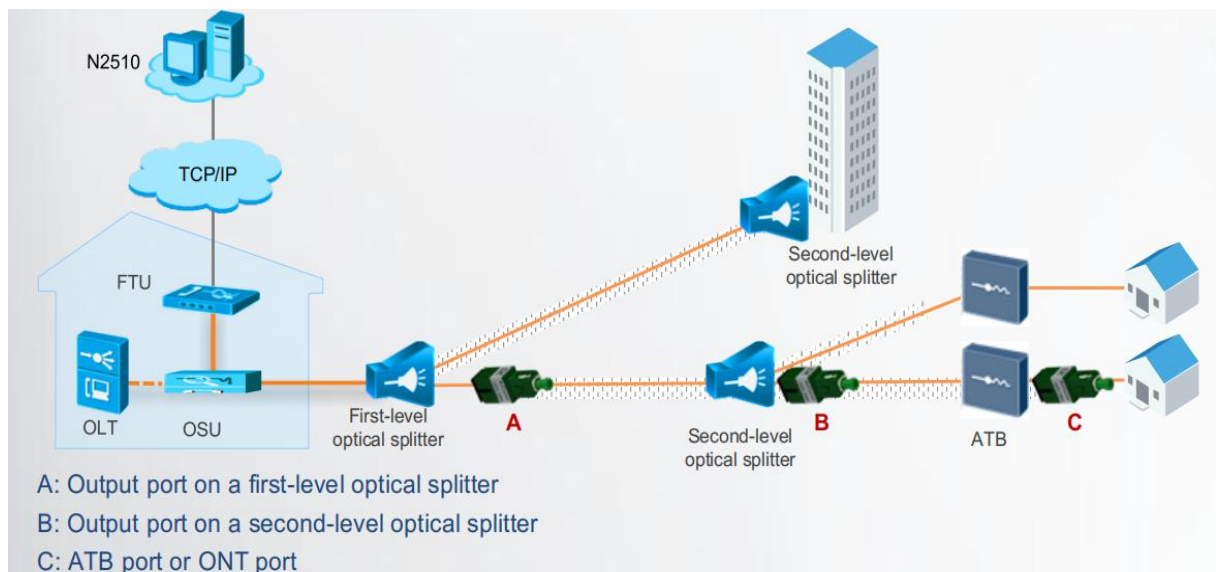 N2510
TCP/IP
FTU
OLT
OSU
First-level
optical splitter
A
Second-level
optical splitter
Second-level
optical splitter
B
ATB
C
A: Output port on a first-level optical splitter
B: Output port on a second-level optical splitter
C: ATB port or ONT port